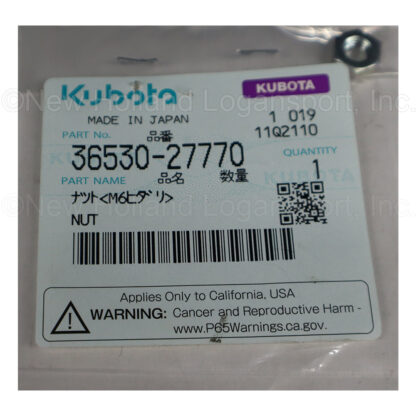 © New Holland Logansport, Inc.
Kubota
KUBOTA
MADE IN JAPAN
1 019
11Q2110
PART No. 品番
36530-27770
QUANTITY
1
PART NAME 品名 数量
ナツト<M6ヒダリ>
NUT
Applies Only to California, USA
WARNING: Cancer and Reproductive Harm -
www.P65Warnings.ca.gov.